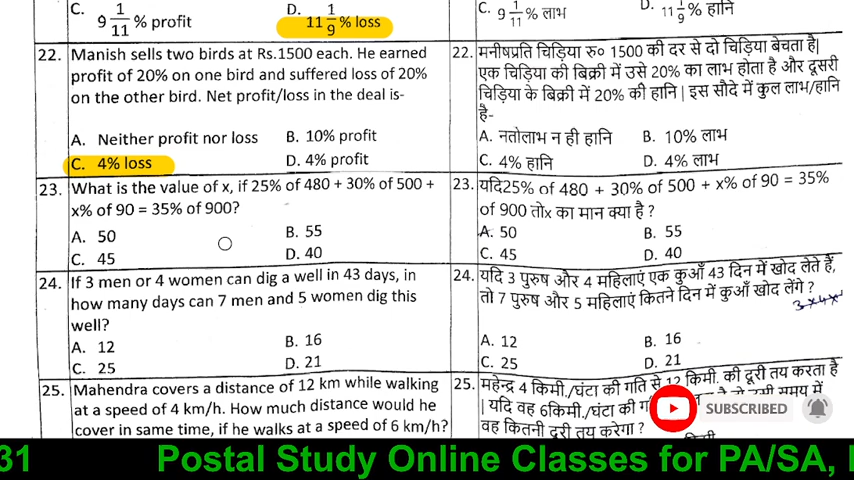 C. 9 1/11 % profit
D. 11 1/9 % loss
22. Manish sells two birds at Rs.1500 each. He earned
profit of 20% on one bird and suffered loss of 20%
on the other bird. Net profit/loss in the deal is-
A. Neither profit nor loss B. 10% profit
C. 4% loss D. 4% profit
23. What is the value of x, if 25% of 480 + 30% of 500 +
x% of 90 = 35% of 900?
A. 50 B. 55
C. 45 D. 40
24. If 3 men or 4 women can dig a well in 43 days, in
how many days can 7 men and 5 women dig this
well?
A. 12 B. 16
C. 25 D. 21
25. Mahendra covers a distance of 12 km while walking
at a speed of 4 km/h. How much distance would he
cover in same time, if he walks at a speed of 6 km/h?
C. 9 1/11 % लाभ
D. 11 1/9 % हानि
22. मनीषप्रति चिड़िया रु० 1500 की दर से दो चिड़िया बेचता है|
एक चिड़िया की बिक्री में उसे 20% का लाभ होता है और दूसरी
चिड़िया के बिक्री में 20% की हानि | इस सौदे में कुल लाभ/हानि
है-
A. नतोलाभ न ही हानि B. 10% लाभ
C. 4% हानि D. 4% लाभ
23. यदि25% of 480 + 30% of 500 + x% of 90 = 35%
of 900 तोx का मान क्या है ?
A. 50 B. 55
C. 45 D. 40
24. यदि 3 पुरुष और 4 महिलाएं एक कुआँ 43 दिन में खोद लेते हैं,
तो 7 पुरुष और 5 महिलाएं कितने दिन में कुआँ खोद लेंगे ?
3×4×
A. 12 B. 16
C. 25 D. 21
25. महेन्द्र 4 किमी./घंटा की गति से 12 किमी. की दूरी तय करता है
| यदि वह 6किमी./घंटा की समय में
वह कितनी दूरी तय करेगा ?
SUBSCRIBED
31 Postal Study Online Classes for PA/SA,